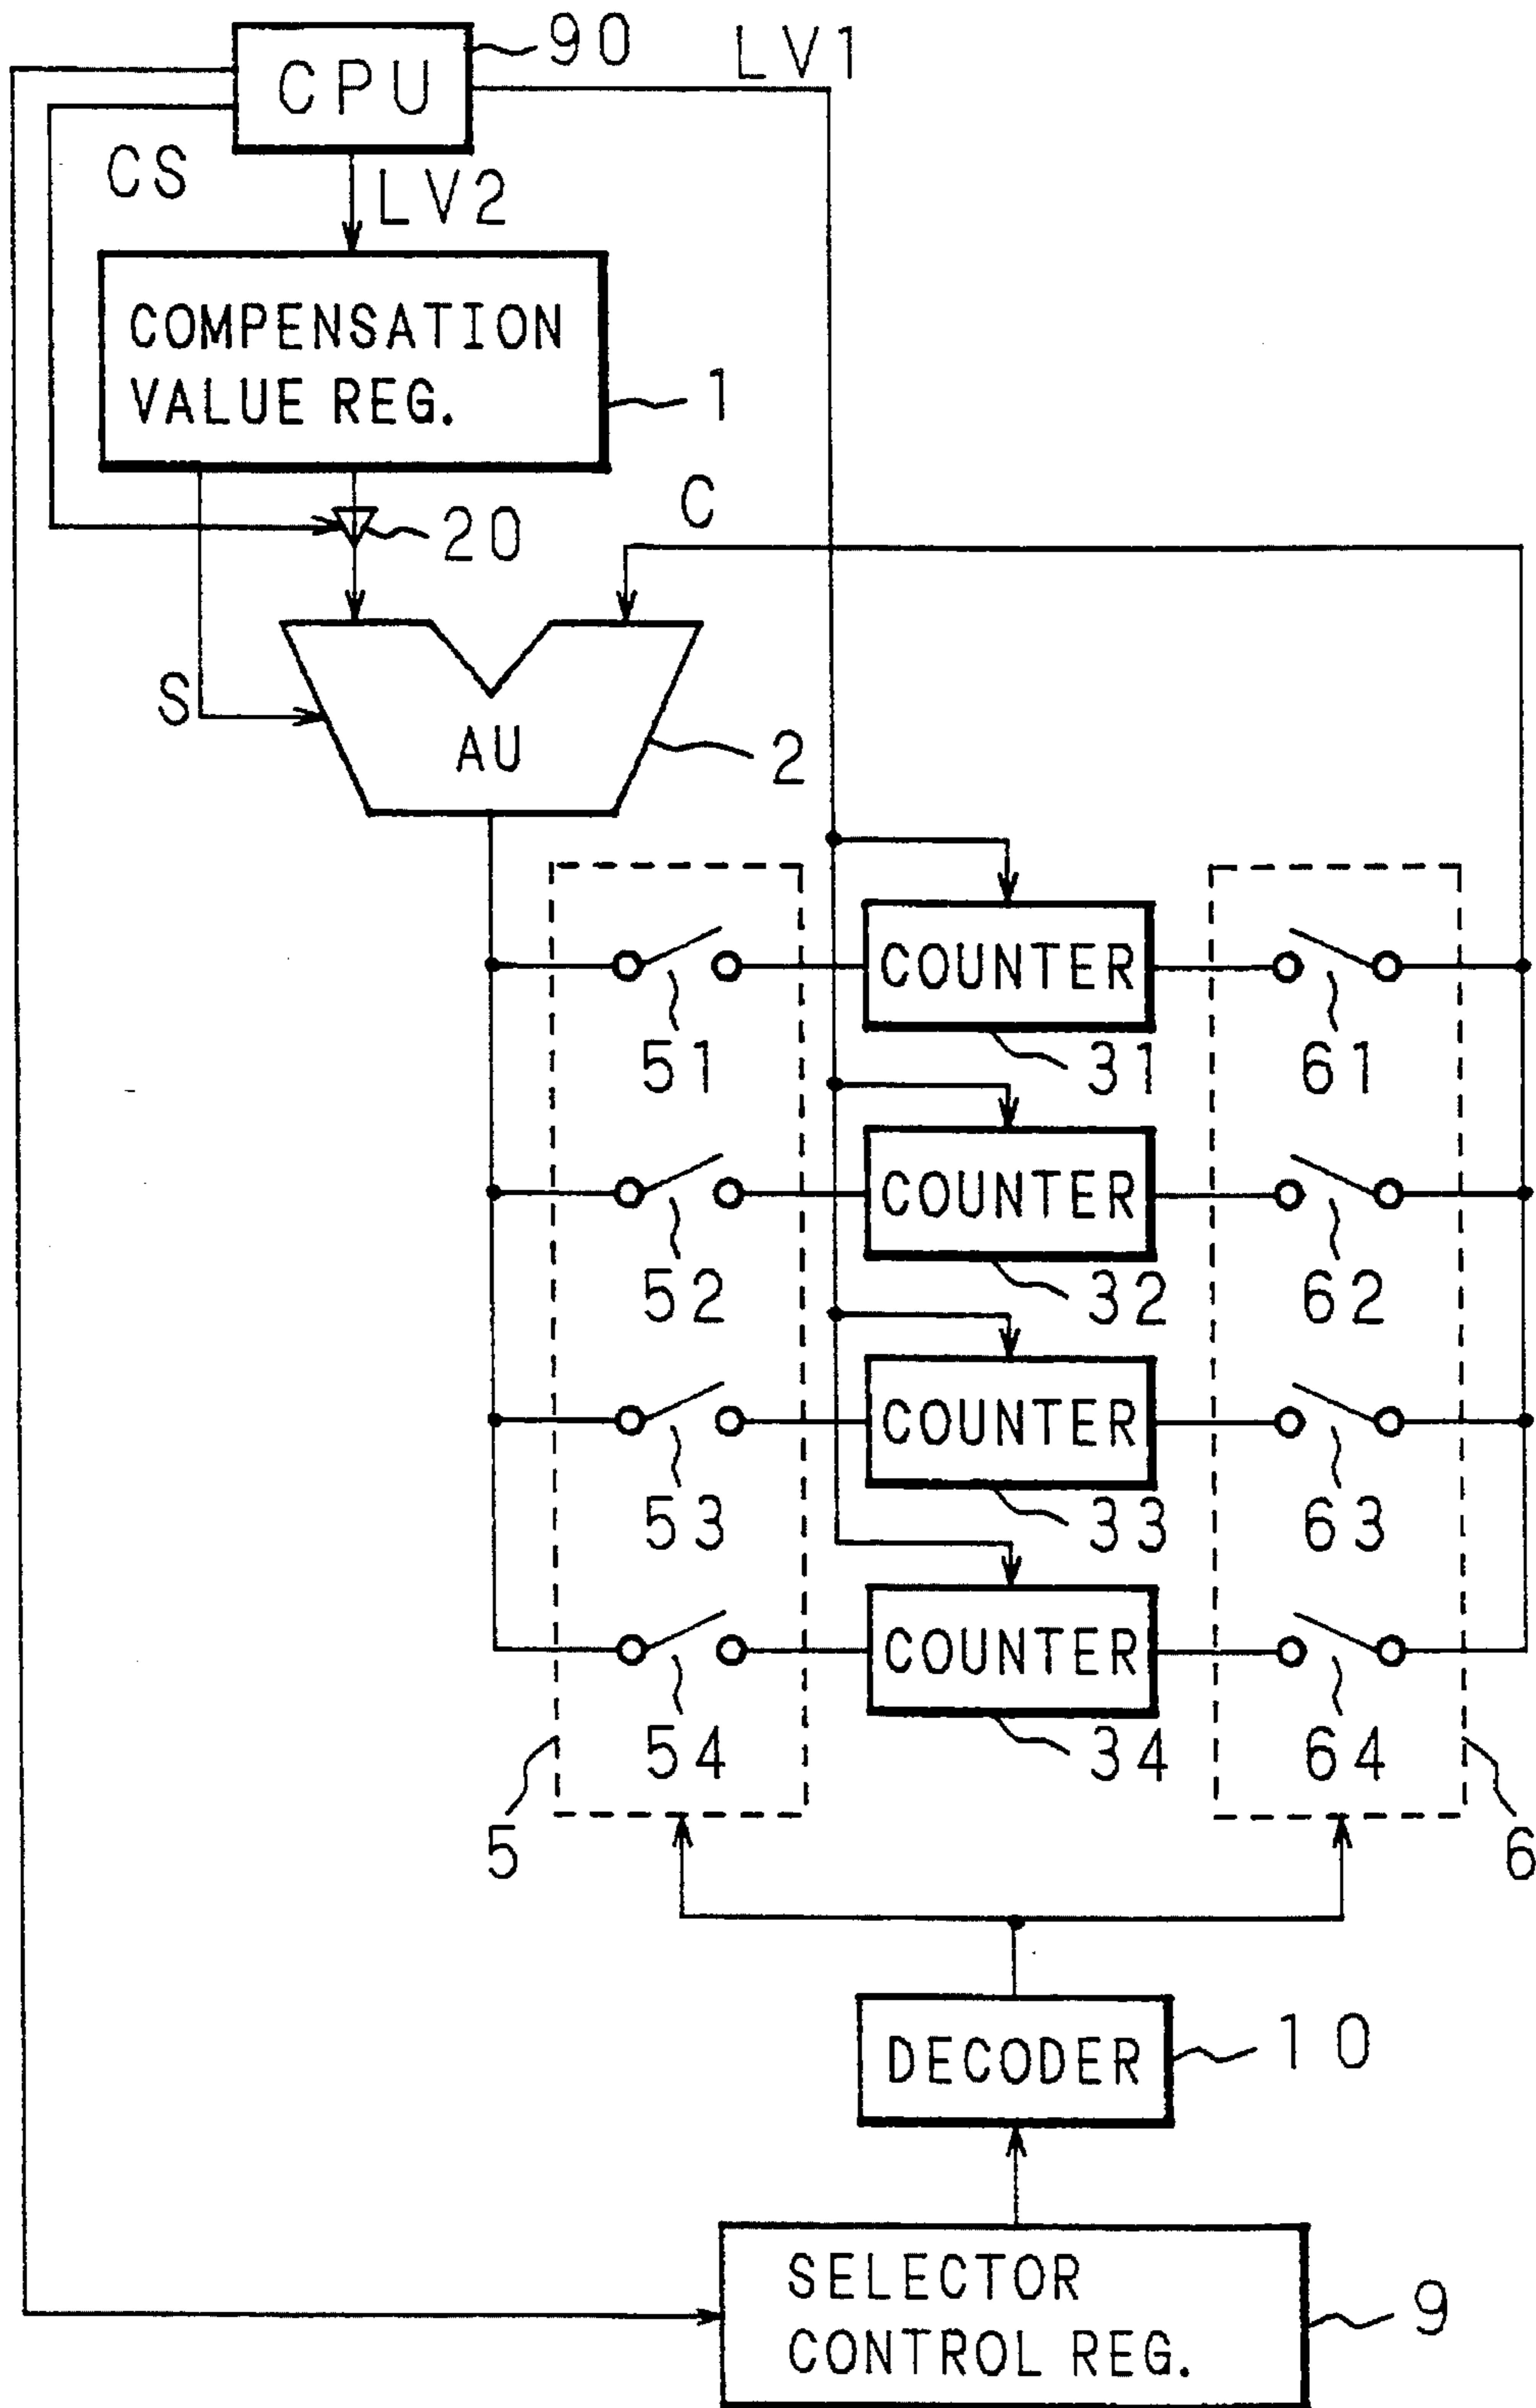 90
LV1
CPU
CS
LV2
COMPENSATION
VALUE REG.
1
C
20
S
AU
2
COUNTER
51
31
61
COUNTER
52
32
62
COUNTER
53
33
63
COUNTER
54
34
64
5
6
DECODER
10
SELECTOR
CONTROL REG.
9